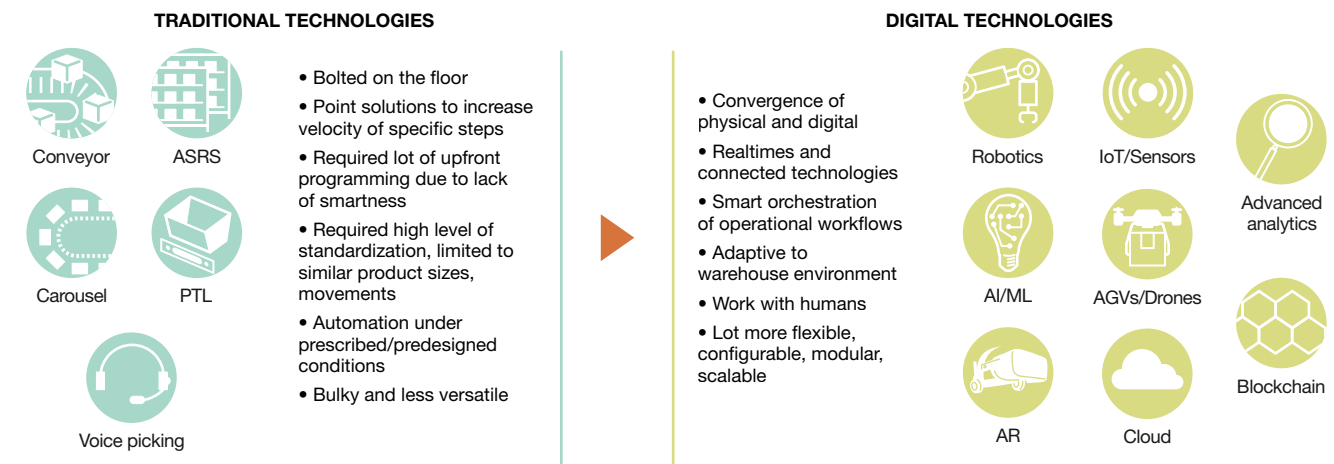 TRADITIONAL TECHNOLOGIES
Conveyor
ASRS
Carousel
PTL
Voice picking
• Bolted on the floor
• Point solutions to increase
velocity of specific steps
• Required lot of upfront
programming due to lack
of smartness
• Required high level of
standardization, limited to
similar product sizes,
movements
• Automation under
prescribed/predesigned
conditions
• Bulky and less versatile
DIGITAL TECHNOLOGIES
• Convergence of
physical and digital
• Realtimes and
connected technologies
• Smart orchestration
of operational workflows
• Adaptive to
warehouse environment
• Work with humans
• Lot more flexible,
configurable, modular,
scalable
Robotics
IoT/Sensors
Advanced
analytics
AI/ML
AGVs/Drones
Blockchain
AR
Cloud